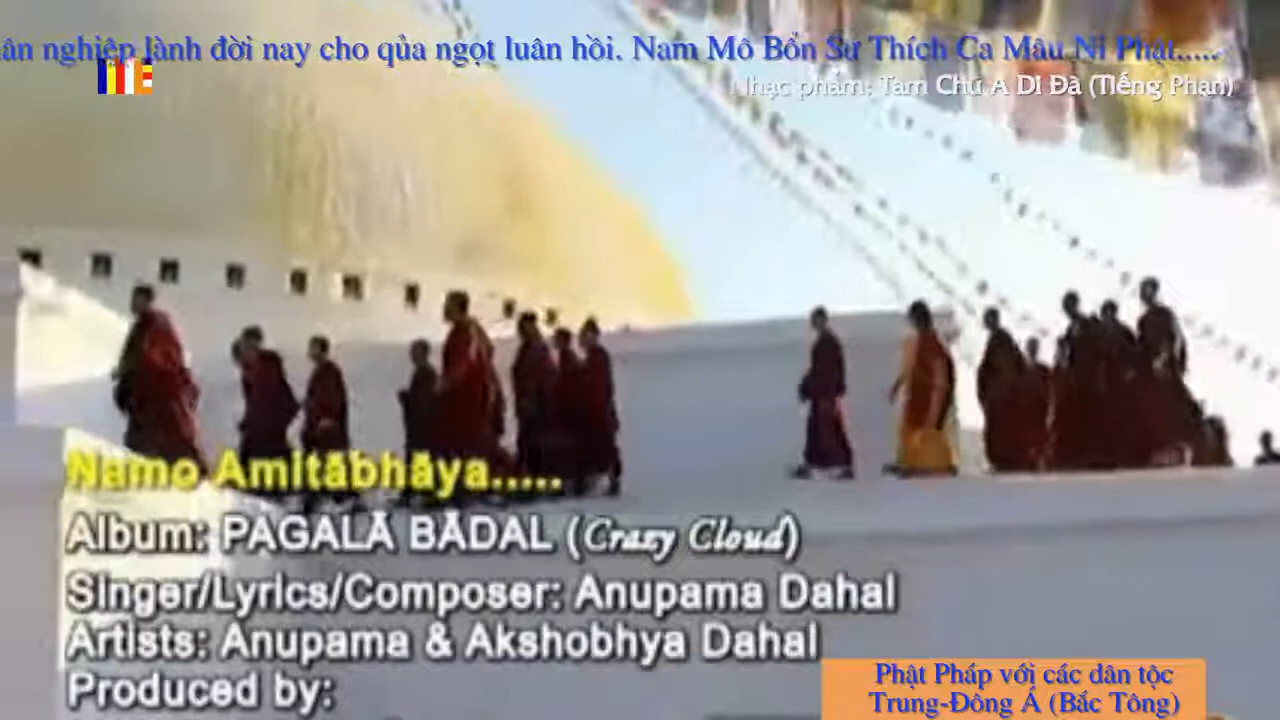 ân nghiệp lành đời nay cho qủa ngọt luân hồi. Nam Mô Bổn Sư Thích Ca Mâu Ni Phật.....
Nhạc phẩm: Tam Chú A Di Đà (Tiếng Phạn)
Namo Amitābhāya.....
Album: PAGALĀ BĀDAL (Crazy Cloud)
Singer/Lyrics/Composer: Anupama Dahal
Artists: Anupama & Akshobhya Dahal
Produced by:
Phật Pháp với các dân tộc
Trung-Đông Á (Bắc Tông)